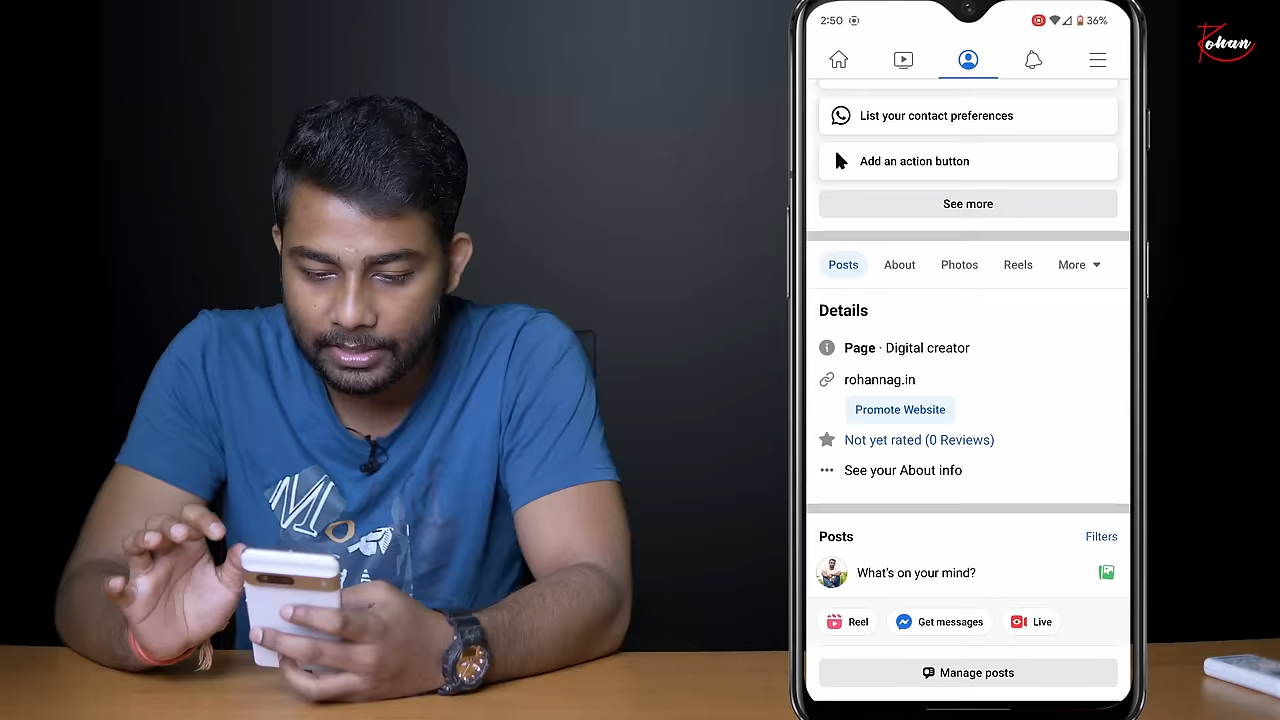 2:50
36%
Rohan
List your contact preferences
Add an action button
See more
Posts About Photos Reels More
Details
Page · Digital creator
rohannag.in
Promote Website
Not yet rated (0 Reviews)
See your About info
Posts Filters
What's on your mind?
Reel Get messages Live
Manage posts